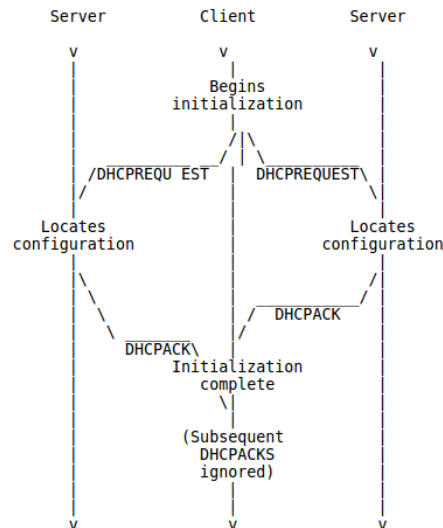 Server Client Server
v v v
Begins
initialization
DHCPREQU EST DHCPREQUEST
Locates Locates
configuration configuration
DHCPACK
DHCPACK
Initialization
complete
(Subsequent
DHCPACKS
ignored)
v v v